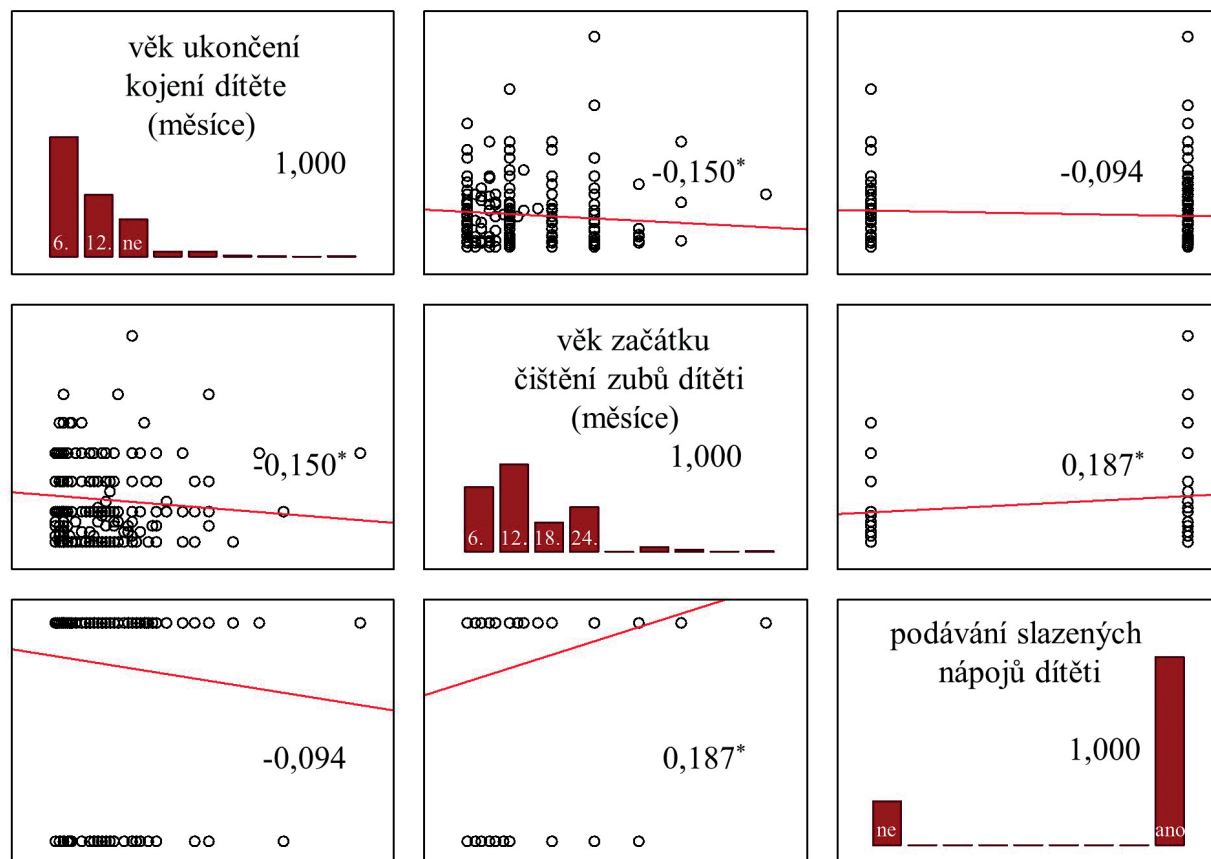 věk ukončení
kojení dítěte
(měsíce)
1,000
6. 12. ne
-0,150*
-0,094
-0,150*
věk začátku
čištění zubů dítěti
(měsíce)
1,000
6. 12. 18. 24.
0,187*
-0,094
0,187*
podávání slazených
nápojů dítěti
1,000
ne ano